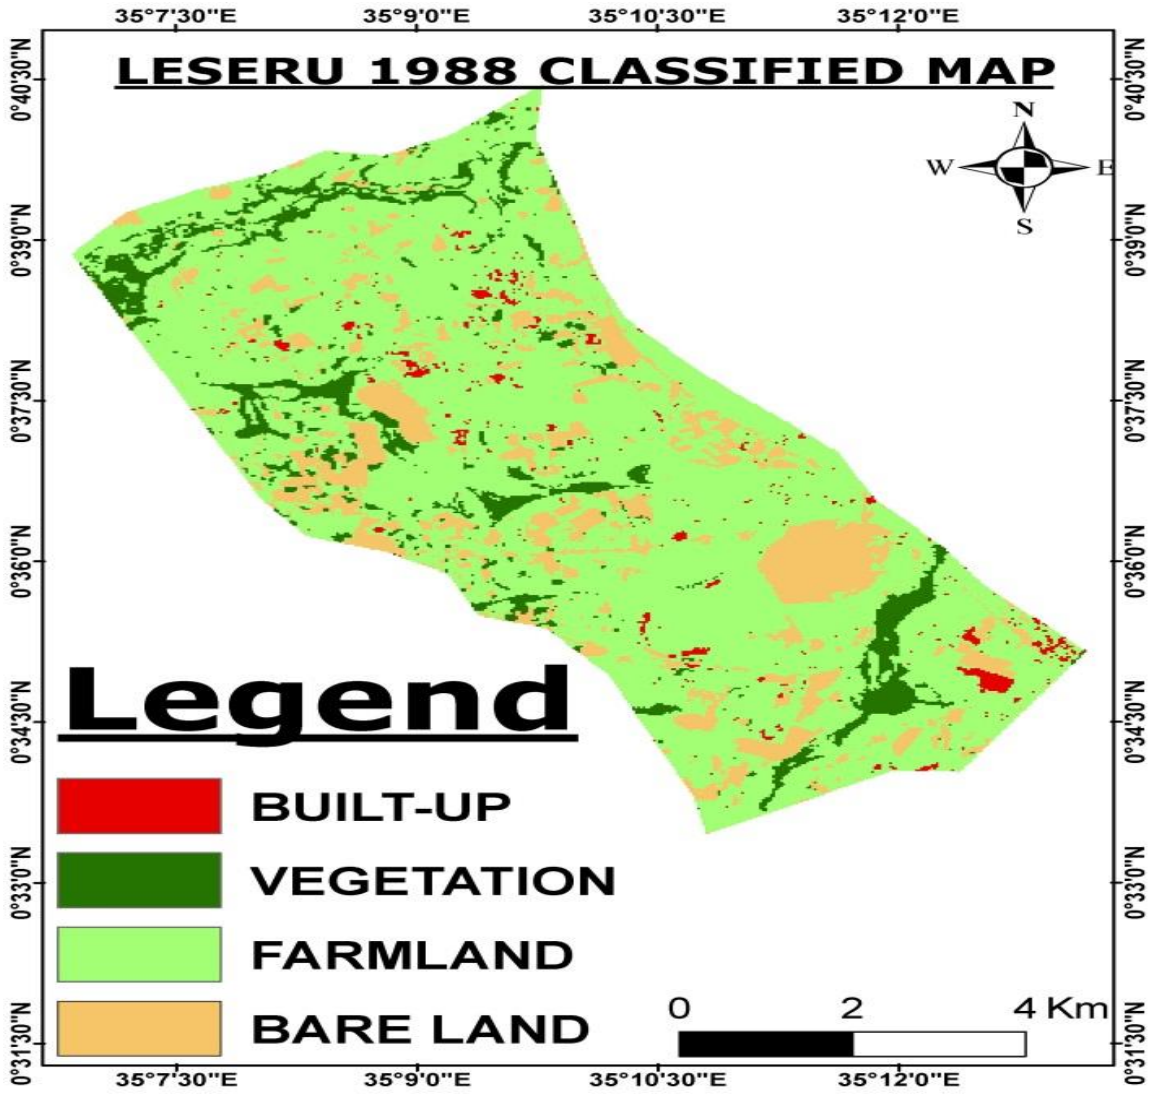 35°7'30"E 35°9'0"E 35°10'30"E 35°12'0"E
LESERU 1988 CLASSIFIED MAP
N
W E
S
0°40'30"N 0°40'30"N
0°39'0"N 0°39'0"N
0°37'30"N 0°37'30"N
0°36'0"N 0°36'0"N
0°34'30"N 0°34'30"N
0°33'0"N 0°33'0"N
0°31'30"N 0°31'30"N
Legend
BUILT-UP
VEGETATION
FARMLAND
BARE LAND
0 2 4 Km
35°7'30"E 35°9'0"E 35°10'30"E 35°12'0"E